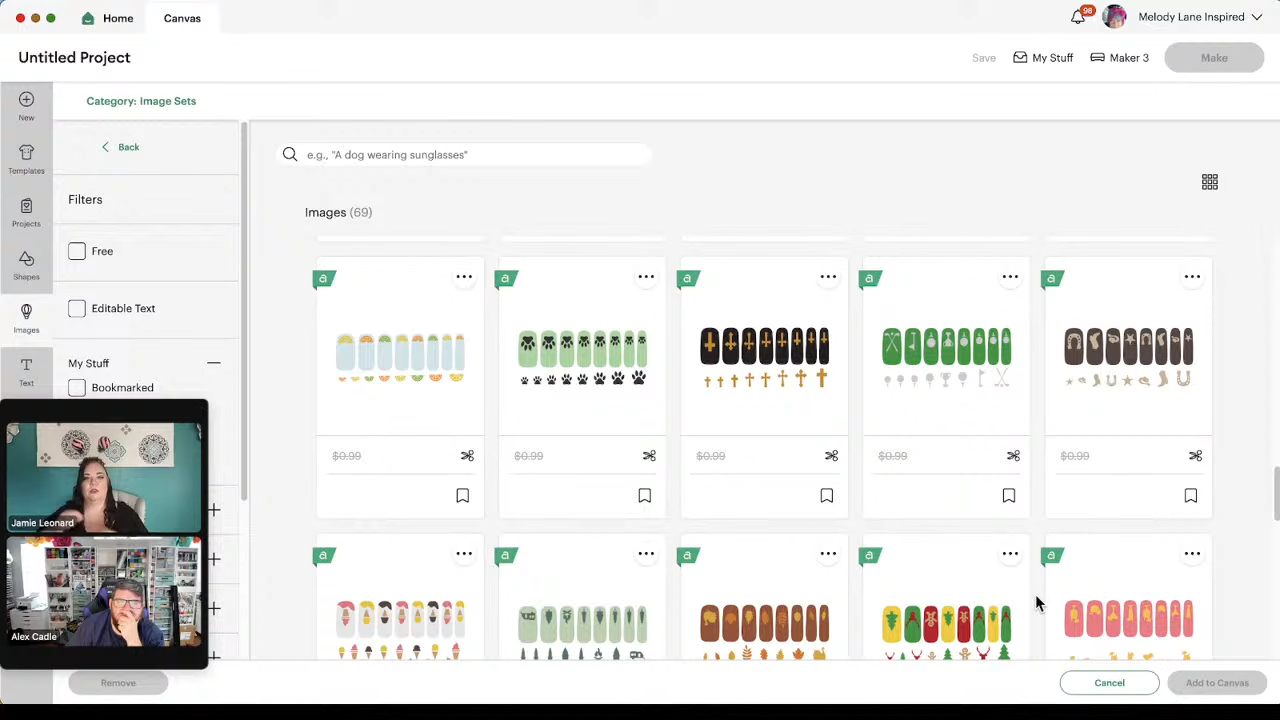 Home
Canvas
98
Melody Lane Inspired
Untitled Project
Save
My Stuff
Maker 3
Make
New
Category: Image Sets
Back
Templates
Filters
Projects
Free
Shapes
Editable Text
Images
My Stuff
Text
Bookmarked
e.g., "A dog wearing sunglasses"
Images (69)
a
a
a
a
a
$0.99
$0.99
$0.99
$0.99
$0.99
a
a
a
a
a
Jamie Leonard
Alex Cadle
Remove
Cancel
Add to Canvas